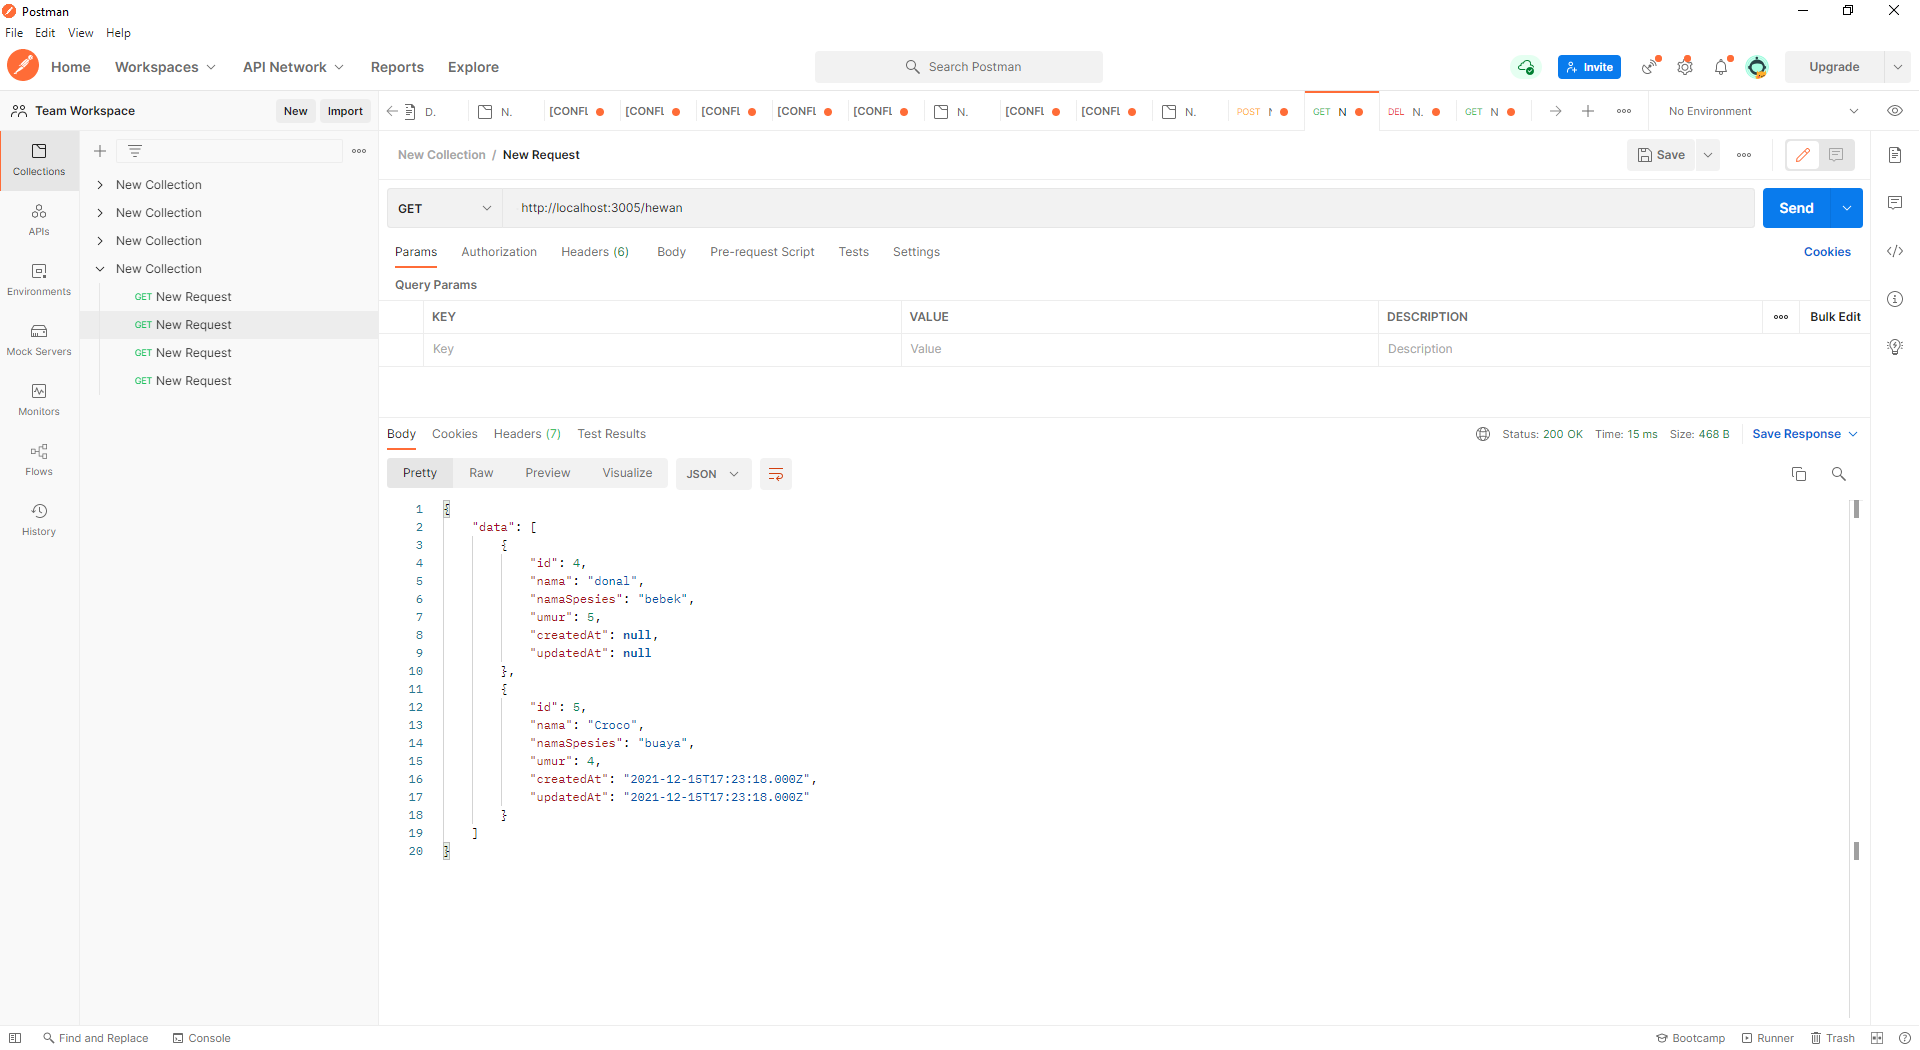 Postman
File Edit View Help
Home Workspaces API Network Reports Explore Search Postman Invite Upgrade
Team Workspace New Import D. N. [CONFL [CONFL [CONFL [CONFL [CONFL N. [CONFL [CONFL N. POST GET N DEL N. GET N No Environment
Collections
APIs
Environments
Mock Servers
Monitors
Flows
History
New Collection
New Collection
New Collection
New Collection
GET New Request
GET New Request
GET New Request
GET New Request
New Collection / New Request Save
GET http://localhost:3005/hewan Send
Params Authorization Headers (6) Body Pre-request Script Tests Settings Cookies
Query Params
KEY VALUE DESCRIPTION Bulk Edit
Key Value Description
Body Cookies Headers (7) Test Results Status: 200 OK Time: 15 ms Size: 468 B Save Response
Pretty Raw Preview Visualize JSON
1 {
2 "data": [
3 {
4 "id": 4,
5 "nama": "donal",
6 "namaSpesies": "bebek",
7 "umur": 5,
8 "createdAt": null,
9 "updatedAt": null
10 },
11 {
12 "id": 5,
13 "nama": "Croco",
14 "namaSpesies": "buaya",
15 "umur": 4,
16 "createdAt": "2021-12-15T17:23:18.000Z",
17 "updatedAt": "2021-12-15T17:23:18.000Z"
18 }
19 ]
20 }
Find and Replace Console Bootcamp Runner Trash